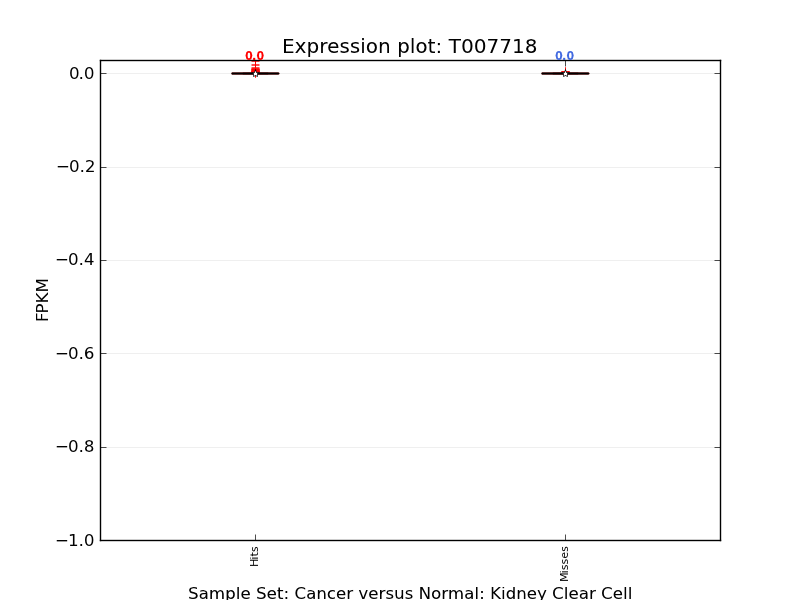 Expression plot: T007718
0.0
0.0
0.0
−0.2
−0.4
−0.6
−0.8
−1.0
FPKM
Hits
Misses
Sample Set: Cancer versus Normal: Kidney Clear Cell